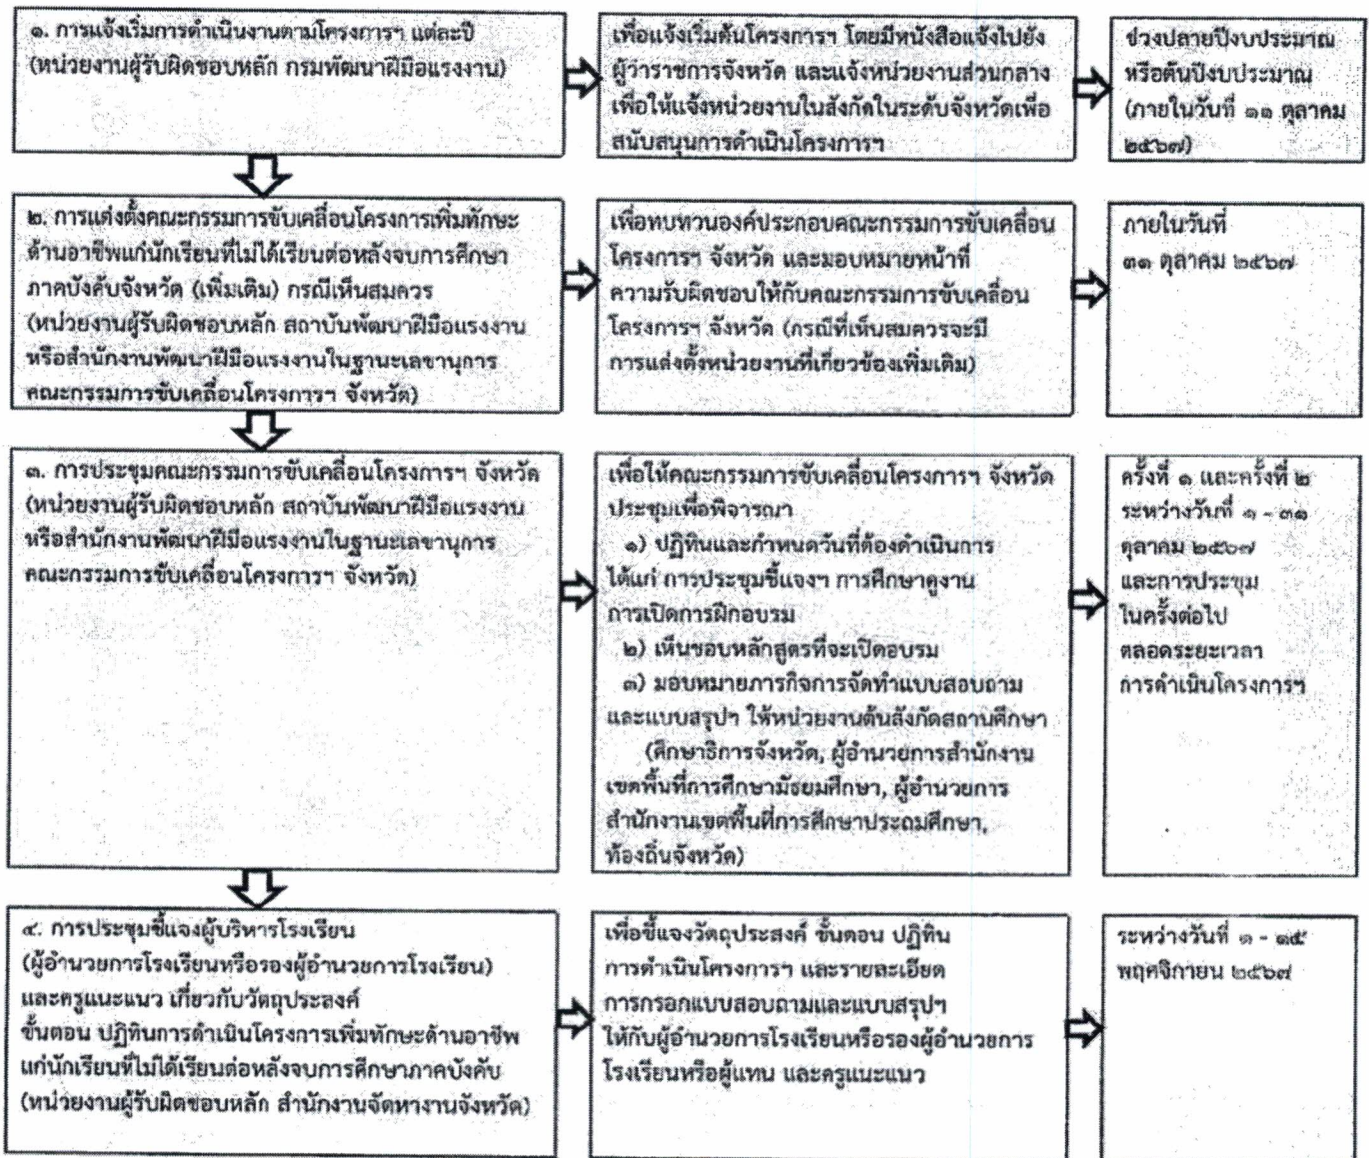 ๑. การแจ้งเริ่มการดำเนินงานตามโครงการฯ แต่ละปี
(หน่วยงานผู้รับผิดชอบหลัก กรมพัฒนาฝีมือแรงงาน)
เพื่อแจ้งเริ่มต้นโครงการฯ โดยมีหนังสือแจ้งไปยัง
ผู้ว่าราชการจังหวัด และแจ้งหน่วยงานส่วนกลาง
เพื่อให้แจ้งหน่วยงานในสังกัดในระดับจังหวัดเพื่อ
สนับสนุนการดำเนินโครงการฯ
ช่วงปลายปีงบประมาณ
หรือต้นปีงบประมาณ
(ภายในวันที่ ๑๑ ตุลาคม
๒๕๖๗)
๒. การแต่งตั้งคณะกรรมการขับเคลื่อนโครงการเพิ่มทักษะ
ด้านอาชีพแก่นักเรียนที่ไม่ได้เรียนต่อหลังจบการศึกษา
ภาคบังคับจังหวัด (เพิ่มเติม) กรณีเห็นสมควร
(หน่วยงานผู้รับผิดชอบหลัก สถาบันพัฒนาฝีมือแรงงาน
หรือสำนักงานพัฒนาฝีมือแรงงานในฐานะเลขานุการ
คณะกรรมการขับเคลื่อนโครงการฯ จังหวัด)
เพื่อทบทวนองค์ประกอบคณะกรรมการขับเคลื่อน
โครงการฯ จังหวัด และมอบหมายหน้าที่
ความรับผิดชอบให้กับคณะกรรมการขับเคลื่อน
โครงการฯ จังหวัด (กรณีที่เห็นสมควรจะมี
การแต่งตั้งหน่วยงานที่เกี่ยวข้องเพิ่มเติม)
ภายในวันที่
๓๑ ตุลาคม ๒๕๖๗
๓. การประชุมคณะกรรมการขับเคลื่อนโครงการฯ จังหวัด
(หน่วยงานผู้รับผิดชอบหลัก สถาบันพัฒนาฝีมือแรงงาน
หรือสำนักงานพัฒนาฝีมือแรงงานในฐานะเลขานุการ
คณะกรรมการขับเคลื่อนโครงการฯ จังหวัด)
เพื่อให้คณะกรรมการขับเคลื่อนโครงการฯ จังหวัด
ประชุมเพื่อพิจารณา
๑) ปฏิทินและกำหนดวันที่ต้องดำเนินการ
ได้แก่ การประชุมชี้แจงฯ การศึกษาดูงาน
การเปิดการฝึกอบรม
๒) เห็นชอบหลักสูตรที่จะเปิดอบรม
๓) มอบหมายภารกิจการจัดทำแบบสอบถาม
และแบบสรุปฯ ให้หน่วยงานต้นสังกัดสถานศึกษา
(ศึกษาธิการจังหวัด, ผู้อำนวยการสำนักงาน
เขตพื้นที่การศึกษามัธยมศึกษา, ผู้อำนวยการ
สำนักงานเขตพื้นที่การศึกษาประถมศึกษา,
ท้องถิ่นจังหวัด)
ครั้งที่ ๑ และครั้งที่ ๒
ระหว่างวันที่ ๑ - ๓๑
ตุลาคม ๒๕๖๗
และการประชุม
ในครั้งต่อไป
ตลอดระยะเวลา
การดำเนินโครงการฯ
๔. การประชุมชี้แจงผู้บริหารโรงเรียน
(ผู้อำนวยการโรงเรียนหรือรองผู้อำนวยการโรงเรียน)
และครูแนะแนว เกี่ยวกับวัตถุประสงค์
ขั้นตอน ปฏิทินการดำเนินโครงการเพิ่มทักษะด้านอาชีพ
แก่นักเรียนที่ไม่ได้เรียนต่อหลังจบการศึกษาภาคบังคับ
(หน่วยงานผู้รับผิดชอบหลัก สำนักงานจัดหางานจังหวัด)
เพื่อชี้แจงวัตถุประสงค์ ขั้นตอน ปฏิทิน
การดำเนินโครงการฯ และรายละเอียด
การกรอกแบบสอบถามและแบบสรุปฯ
ให้กับผู้อำนวยการโรงเรียนหรือรองผู้อำนวยการ
โรงเรียนหรือผู้แทน และครูแนะแนว
ระหว่างวันที่ ๑ - ๑๕
พฤศจิกายน ๒๕๖๗